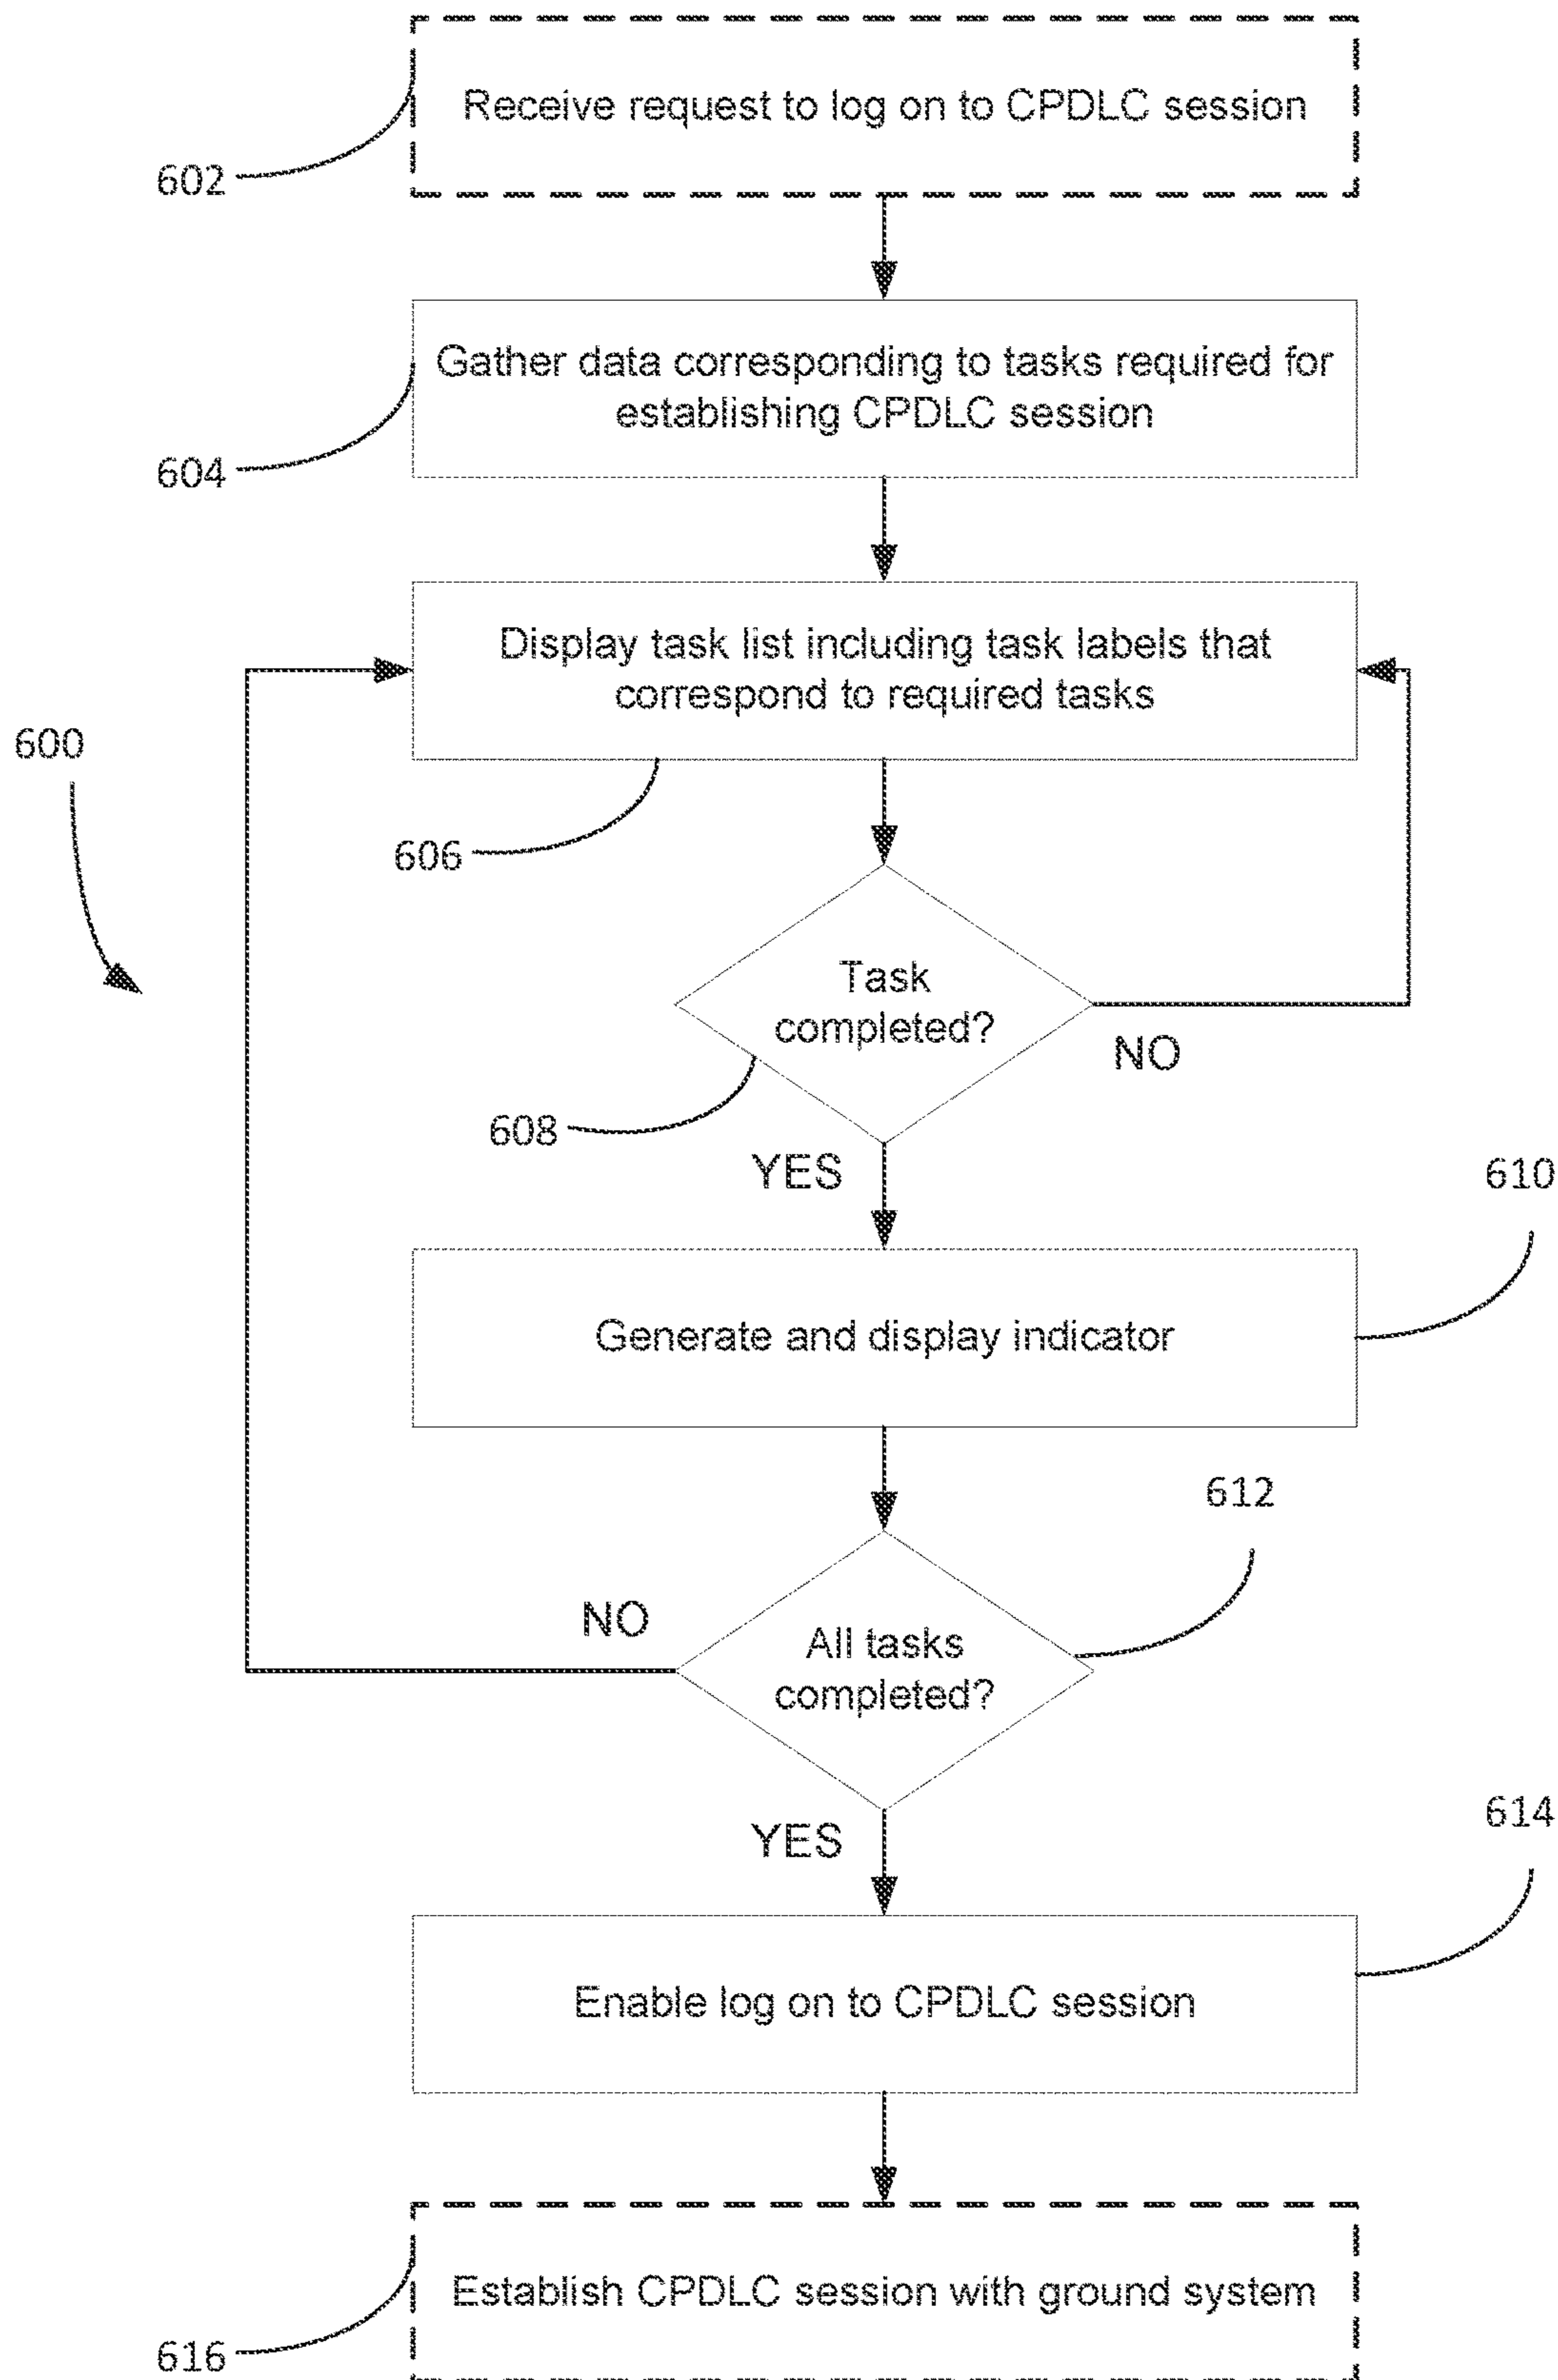 Receive request to log on to CPDLC session
602
Gather data corresponding to tasks required for
establishing CPDLC session
604
Display task list including task labels that
correspond to required tasks
600
606
Task
completed?
NO
608
YES
610
Generate and display indicator
612
NO
All tasks
completed?
614
YES
Enable log on to CPDLC session
Establish CPDLC session with ground system
616